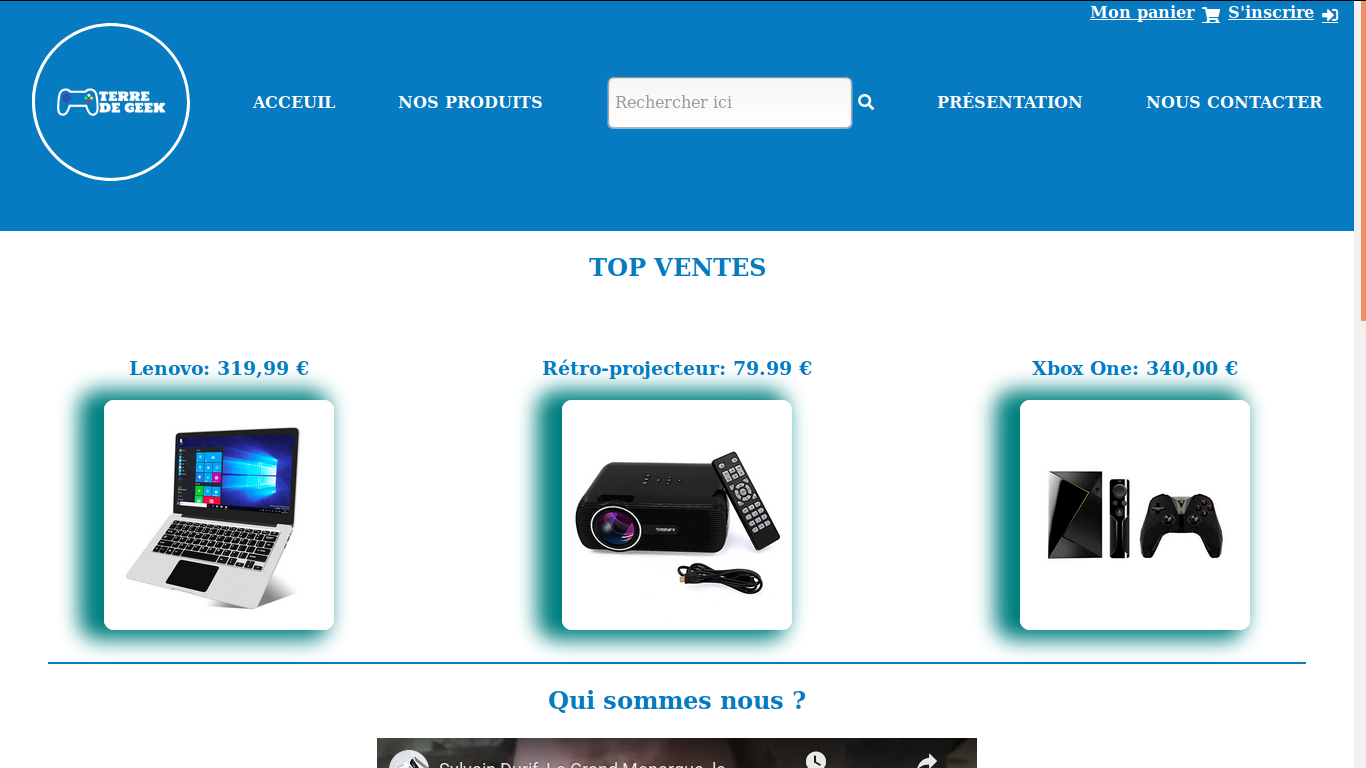 Mon panier S'inscrire
TERRE
DE GEEK
ACCEUIL NOS PRODUITS Rechercher ici PRÉSENTATION NOUS CONTACTER
TOP VENTES
Lenovo: 319,99 € Rétro-projecteur: 79.99 € Xbox One: 340,00 €
Qui sommes nous ?
Sylvain Durif, Le Grand Monarque, le